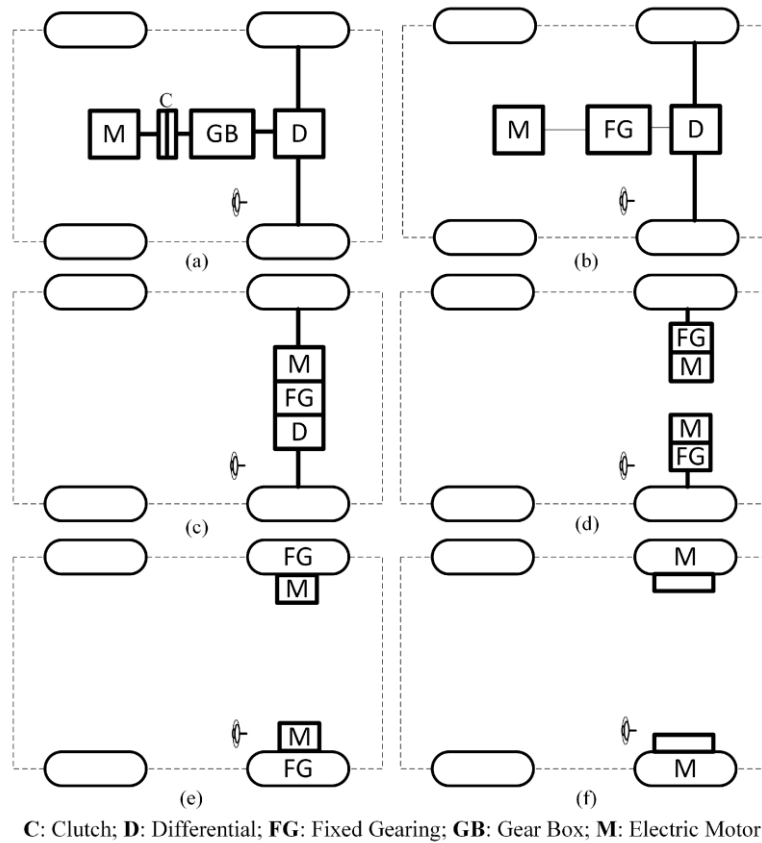 C
M GB D
M FG D
(a) (b)
M
FG
D
FG
M
M
FG
(c) (d)
FG
M
M
FG
M
M
(e) (f)
C: Clutch; D: Differential; FG: Fixed Gearing; GB: Gear Box; M: Electric Motor